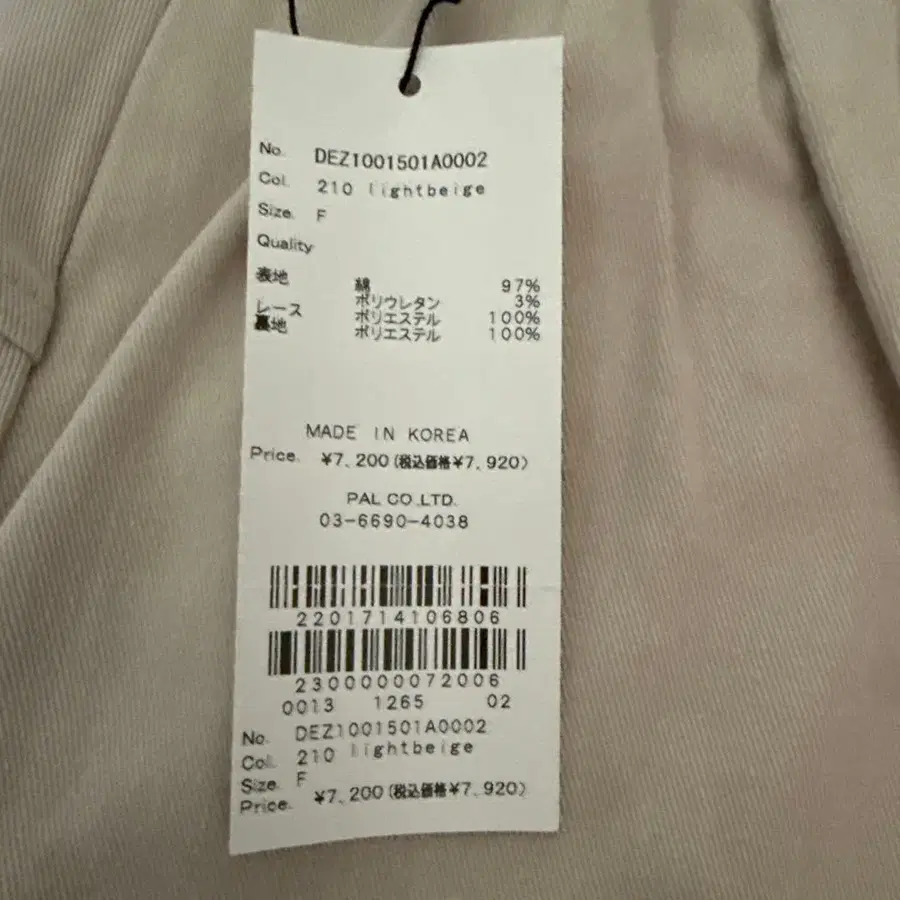 No. DEZ1001501A0002
Col. 210 lightbeige
Size. F
Quality
表地 綿 97%
ポリウレタン 3%
レース ポリエステル 100%
裏地 ポリエステル 100%
MADE IN KOREA
Price. ¥7,200(税込価格¥7,920)
PAL CO.,LTD.
03-6690-4038
2201714106806
2300000072006
0013 1265 02
No. DEZ1001501A0002
Col. 210 lightbeige
Size. F
Price. ¥7,200(税込価格¥7,920)